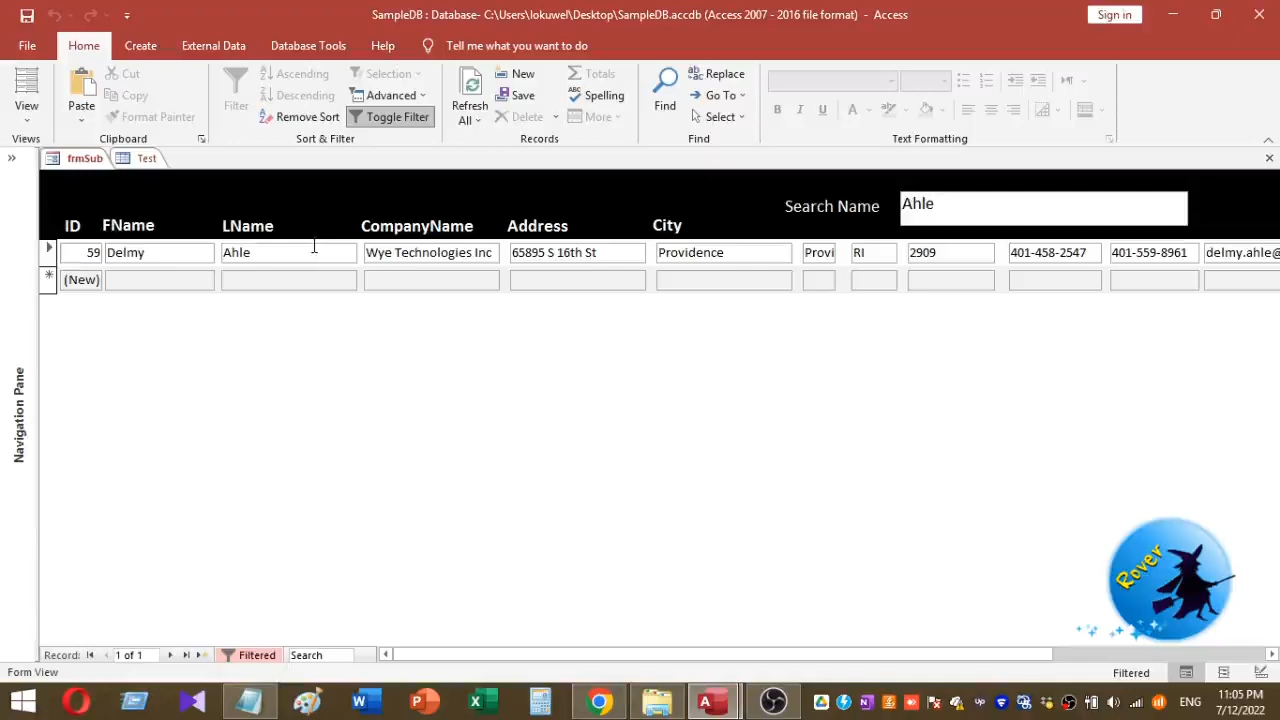 SampleDB : Database- C:\Users\lokuwel\Desktop\SampleDB.accdb (Access 2007 - 2016 file format) - Access
Sign in
File Home Create External Data Database Tools Help Tell me what you want to do
View
Views
Paste
Cut
Copy
Format Painter
Clipboard
Filter
Ascending
Descending
Remove Sort
Selection
Advanced
Toggle Filter
Sort & Filter
Refresh
All
New
Save
Delete
Totals
Spelling
More
Records
Find
Replace
Go To
Select
Find
B I U A
Text Formatting
frmSub Test
Search Name Ahle
ID FName LName CompanyName Address City
59 Delmy Ahle Wye Technologies Inc 65895 S 16th St Providence Provi RI 2909 401-458-2547 401-559-8961 delmy.ahle@
(New)
Navigation Pane
Rover
Record: 1 of 1 Filtered Search
Form View Filtered
ENG
11:05 PM
7/12/2022